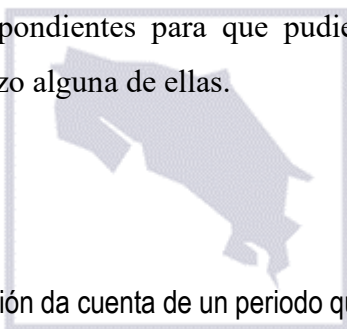 pondientes para que pudie
zo alguna de ellas.
ión da cuenta de un periodo qu